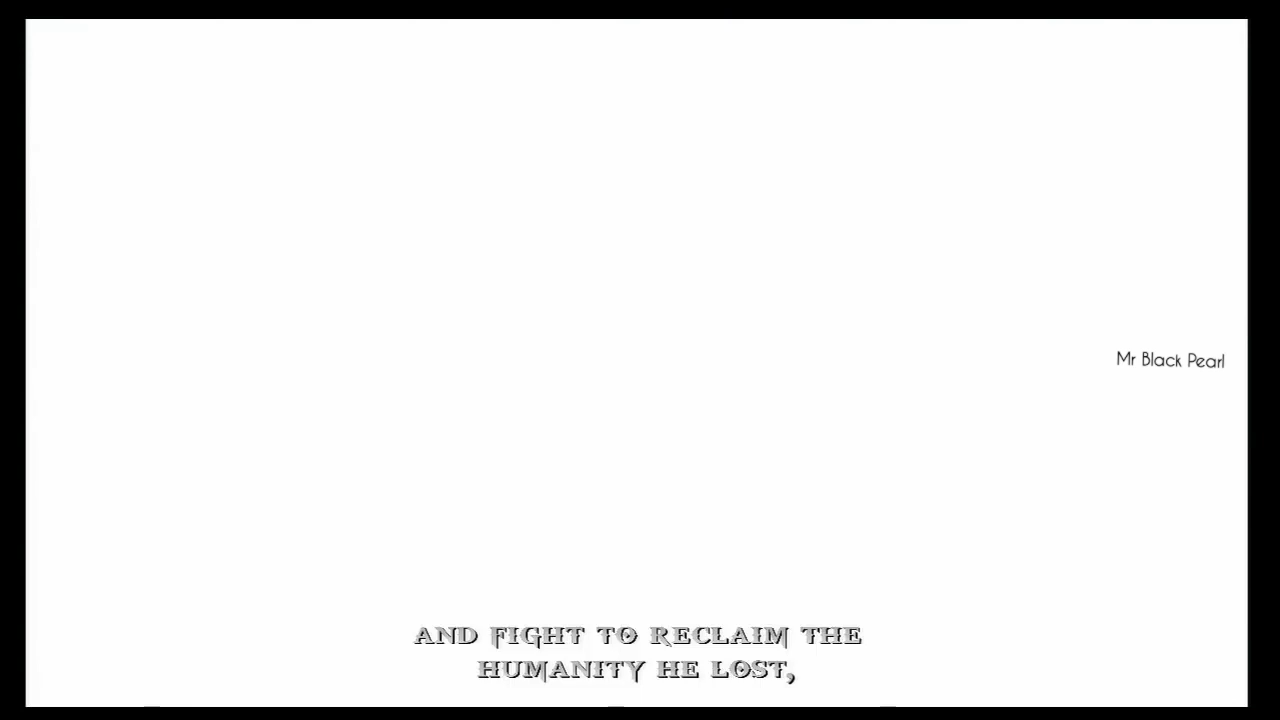 Mr Black Pearl
AND FIGHT TO RECLAIM THE
HUMANITY HE LOST,